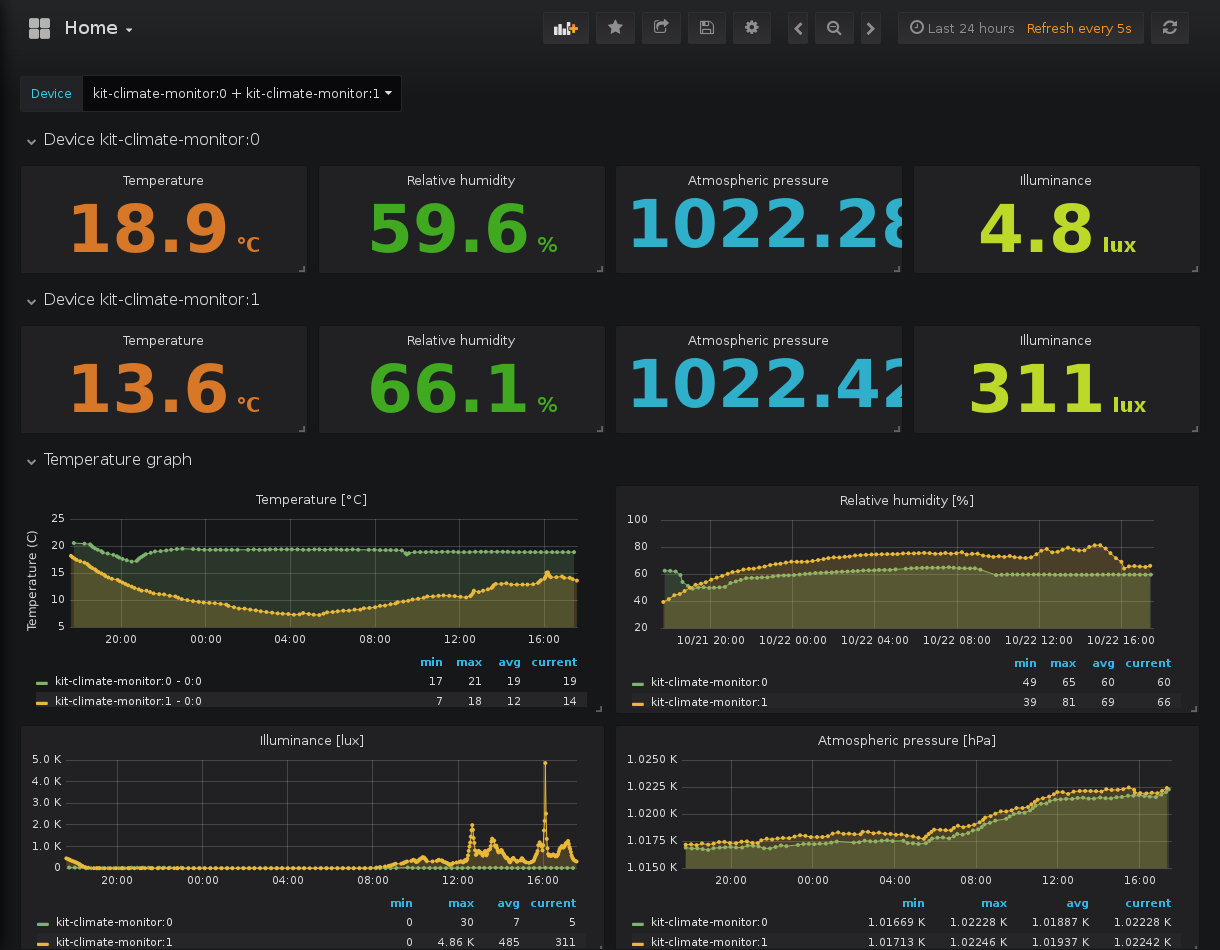 Home
Last 24 hours Refresh every 5s
Device kit-climate-monitor:0 + kit-climate-monitor:1
Device kit-climate-monitor:0
Temperature Relative humidity Atmospheric pressure Illuminance
18.9 °C 59.6 % 1022.28 4.8 lux
Device kit-climate-monitor:1
Temperature Relative humidity Atmospheric pressure Illuminance
13.6 °C 66.1 % 1022.42 311 lux
Temperature graph
Temperature [°C]
Temperature (C)
25
20
15
10
5
20:00 00:00 04:00 08:00 12:00 16:00
min max avg current
kit-climate-monitor:0 - 0:0 17 21 19 19
kit-climate-monitor:1 - 0:0 7 18 12 14
Relative humidity [%]
100
80
60
40
20
10/21 20:00 10/22 00:00 10/22 04:00 10/22 08:00 10/22 12:00 10/22 16:00
min max avg current
kit-climate-monitor:0 49 65 60 60
kit-climate-monitor:1 39 81 69 66
Illuminance [lux]
5.0 K
4.0 K
3.0 K
2.0 K
1.0 K
0
20:00 00:00 04:00 08:00 12:00 16:00
min max avg current
kit-climate-monitor:0 0 30 7 5
kit-climate-monitor:1 0 4.86 K 485 311
Atmospheric pressure [hPa]
1.0250 K
1.0225 K
1.0200 K
1.0175 K
1.0150 K
20:00 00:00 04:00 08:00 12:00 16:00
min max avg current
kit-climate-monitor:0 1.01669 K 1.02228 K 1.01887 K 1.02228 K
kit-climate-monitor:1 1.01713 K 1.02246 K 1.01937 K 1.02242 K